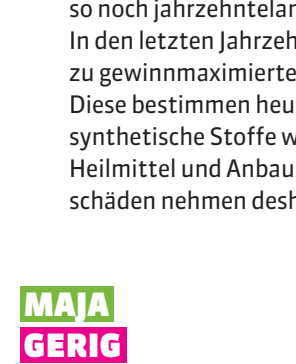 so noch jahrzehntelan
In den letzten Jahrzeh
zu gewinnmaximierte
Diese bestimmen heu
synthetische Stoffe w
Heilmittel und Anbau
schäden nehmen desh
MAJA
GERIG